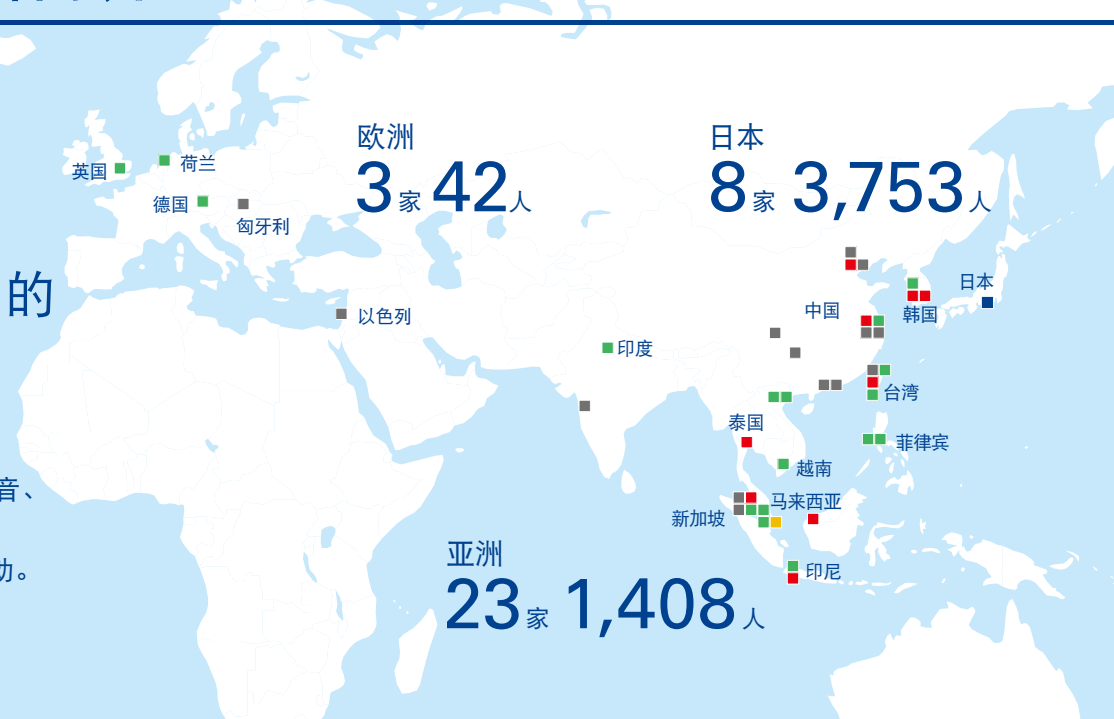 欧洲
3家 42人
日本
8家 3,753人
英国
荷兰
德国
匈牙利
的
以色列
印度
中国
韩国
日本
台湾
泰国
菲律宾
越南
音、
新加坡
马来西亚
印尼
动。
亚洲
23家 1,408人